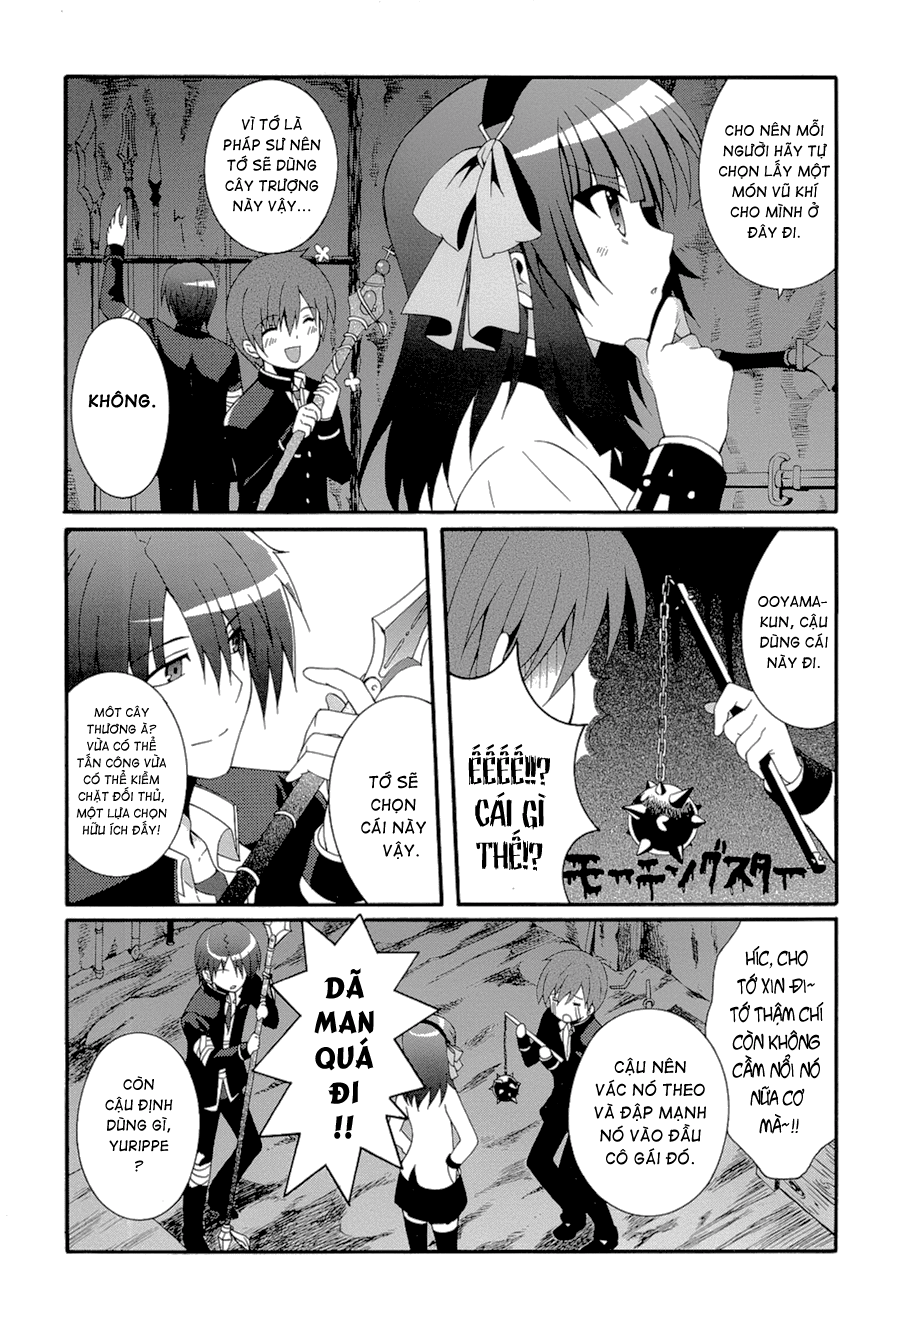 CHO NÊN MỖI
NGƯỜI HÃY TỰ
CHỌN LẤY MỘT
MÓN VŨ KHÍ
CHO MÌNH Ở
ĐÂY ĐI.
VÌ TỚ LÀ
PHÁP SƯ NÊN
TỚ SẼ DÙNG
CÂY TRƯỢNG
NÀY VẬY...
KHÔNG.
OOYAMA-
KUN, CẬU
DÙNG CÁI
NÀY ĐI.
ẾẾẾẾ!!?
CÁI GÌ
THẾ!?
モーニングスター
TỚ SẼ
CHỌN
CÁI NÀY
VẬY.
MỘT CÂY
THƯƠNG À?
VỪA CÓ THỂ
TẤN CÔNG VỪA
CÓ THỂ KIỀM
CHẶT ĐỐI THỦ,
MỘT LỰA CHỌN
HỮU ÍCH ĐẤY!
HÍC, CHO
TỚ XIN ĐI~
TỚ THẬM CHÍ
CÒN KHÔNG
CẦM NỔI NÓ
NỮA CƠ
MÀ~!!
CẬU NÊN
VÁC NÓ THEO
VÀ ĐẬP MẠNH
NÓ VÀO ĐẦU
CÔ GÁI ĐÓ.
DÃ
MAN
QUÁ
ĐI
!!
CÒN
CẬU ĐỊNH
DÙNG GÌ,
YURIPPE
?